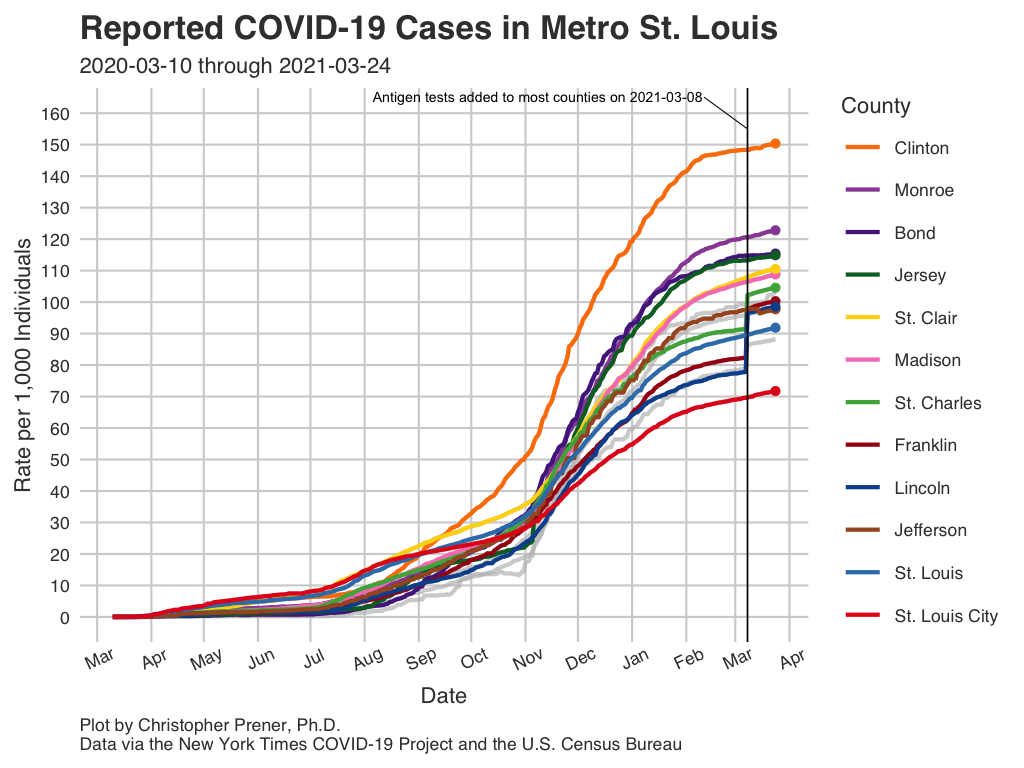 Reported COVID-19 Cases in Metro St. Louis
2020-03-10 through 2021-03-24
Antigen tests added to most counties on 2021-03-08
Rate per 1,000 Individuals
160
150
140
130
120
110
100
90
80
70
60
50
40
30
20
10
0
Mar Apr May Jun Jul Aug Sep Oct Nov Dec Jan Feb Mar Apr
Date
County
Clinton
Monroe
Bond
Jersey
St. Clair
Madison
St. Charles
Franklin
Lincoln
Jefferson
St. Louis
St. Louis City
Plot by Christopher Prener, Ph.D.
Data via the New York Times COVID-19 Project and the U.S. Census Bureau